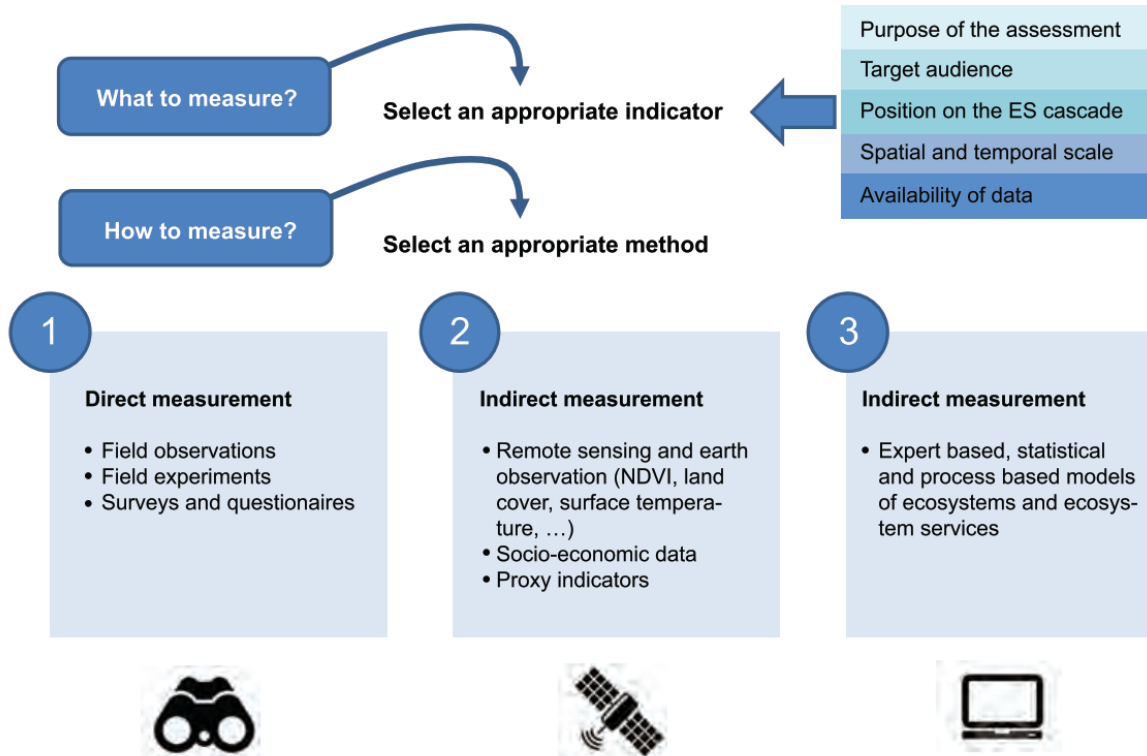 What to measure?
Select an appropriate indicator
Purpose of the assessment
Target audience
Position on the ES cascade
Spatial and temporal scale
Availability of data
How to measure?
Select an appropriate method
1
Direct measurement
• Field observations
• Field experiments
• Surveys and questionaires
2
Indirect measurement
• Remote sensing and earth
observation (NDVI, land
cover, surface tempera-
ture, …)
• Socio-economic data
• Proxy indicators
3
Indirect measurement
• Expert based, statistical
and process based models
of ecosystems and ecosys-
tem services